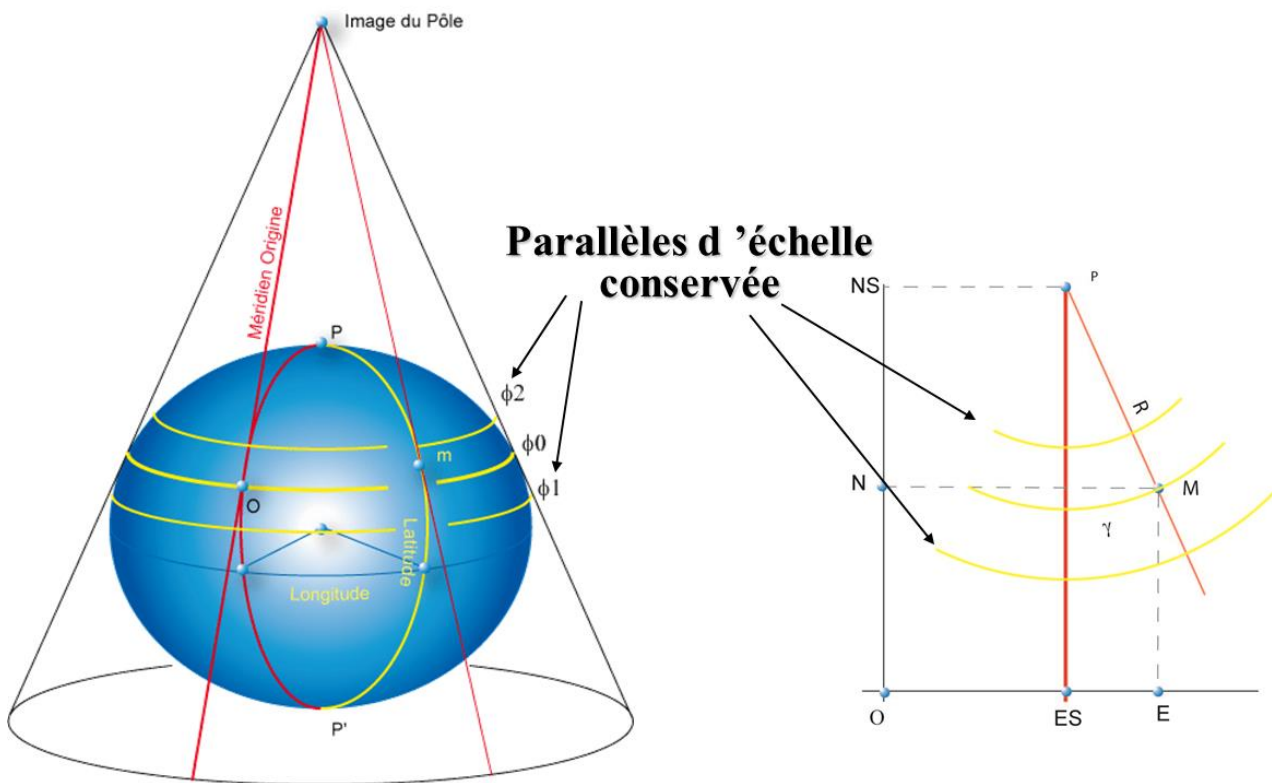 Image du Pôle
Méridien Origine
Parallèles d ’échelle
conservée
P
ϕ2
ϕ0
ϕ1
m
O
Latitude
Longitude
P'
NS
P
R
N
M
γ
O
ES
E